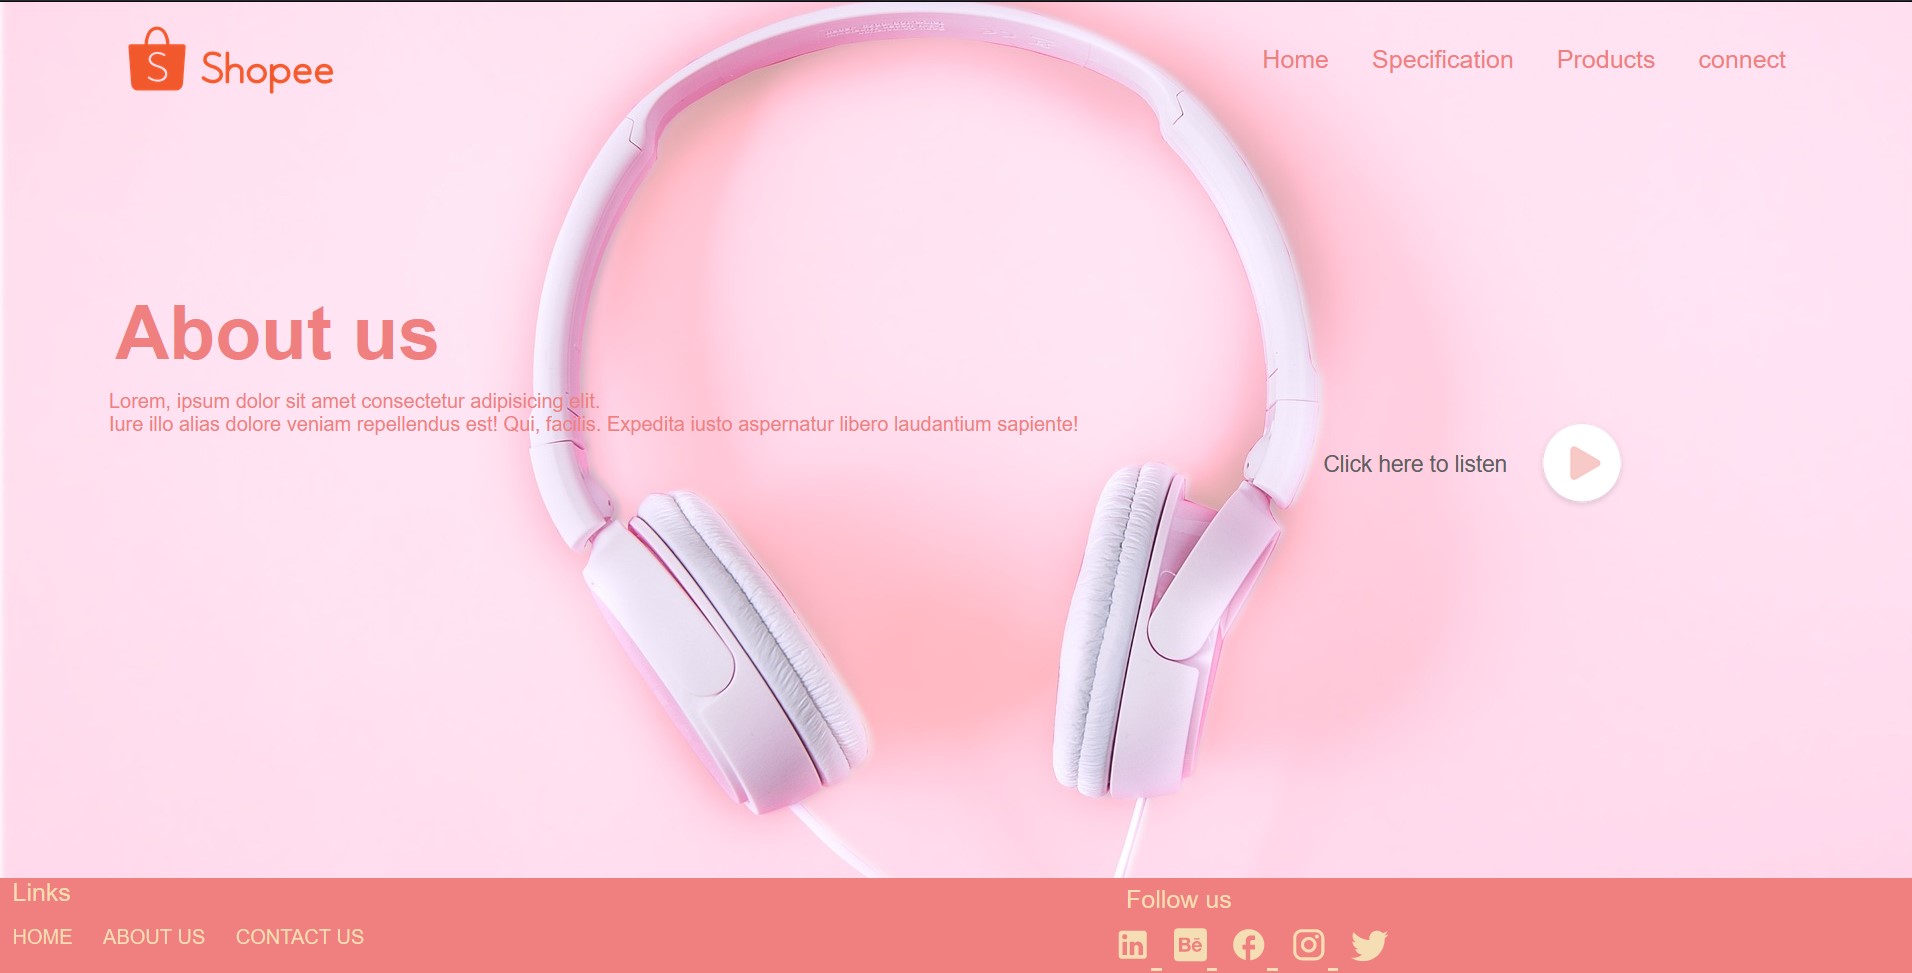 Shopee
Home Specification Products connect
About us
Lorem, ipsum dolor sit amet consectetur adipisicing elit.
Iure illo alias dolore veniam repellendus est! Qui, facilis. Expedita iusto aspernatur libero laudantium sapiente!
Click here to listen
Links
HOME ABOUT US CONTACT US
Follow us